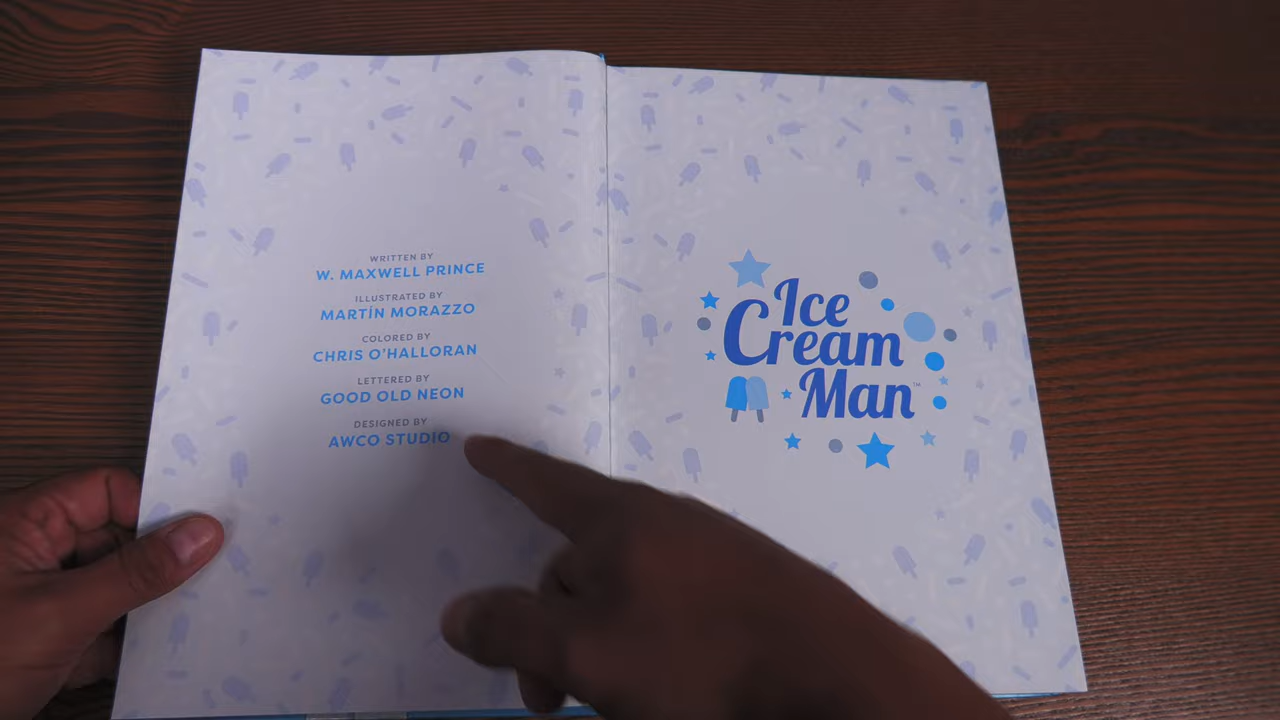 WRITTEN BY
W. MAXWELL PRINCE
ILLUSTRATED BY
MARTÍN MORAZZO
COLORED BY
CHRIS O'HALLORAN
LETTERED BY
GOOD OLD NEON
DESIGNED BY
AWCO STUDIO
Ice
Cream
Man™